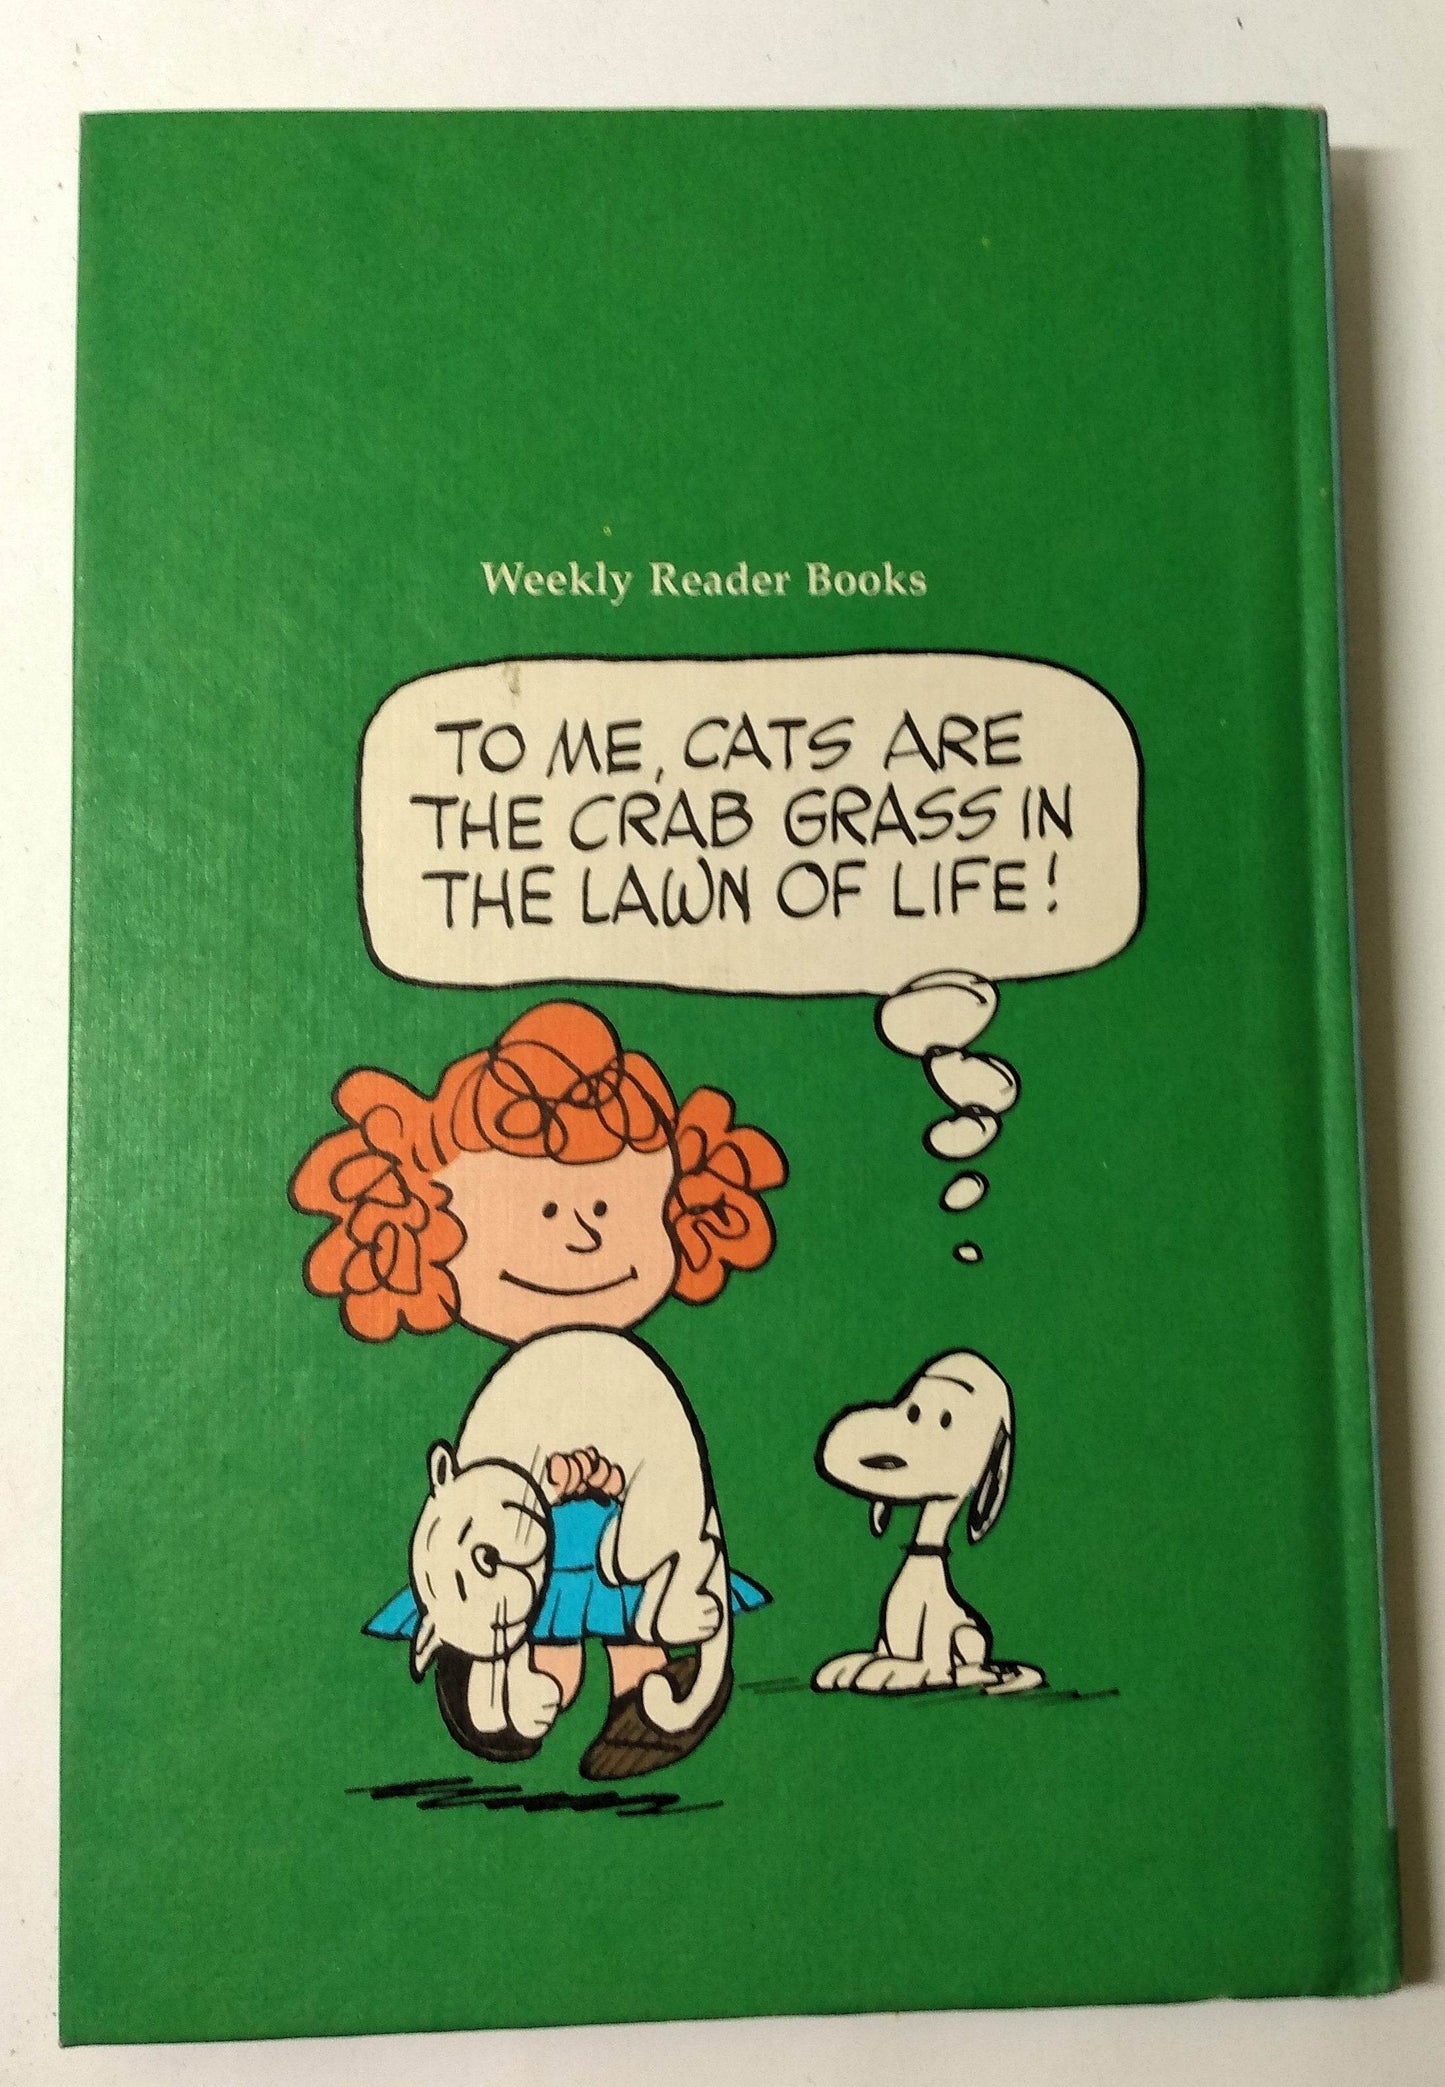 Weekly Reader Books
TO ME, CATS ARE
THE CRAB GRASS IN
THE LAWN OF LIFE!